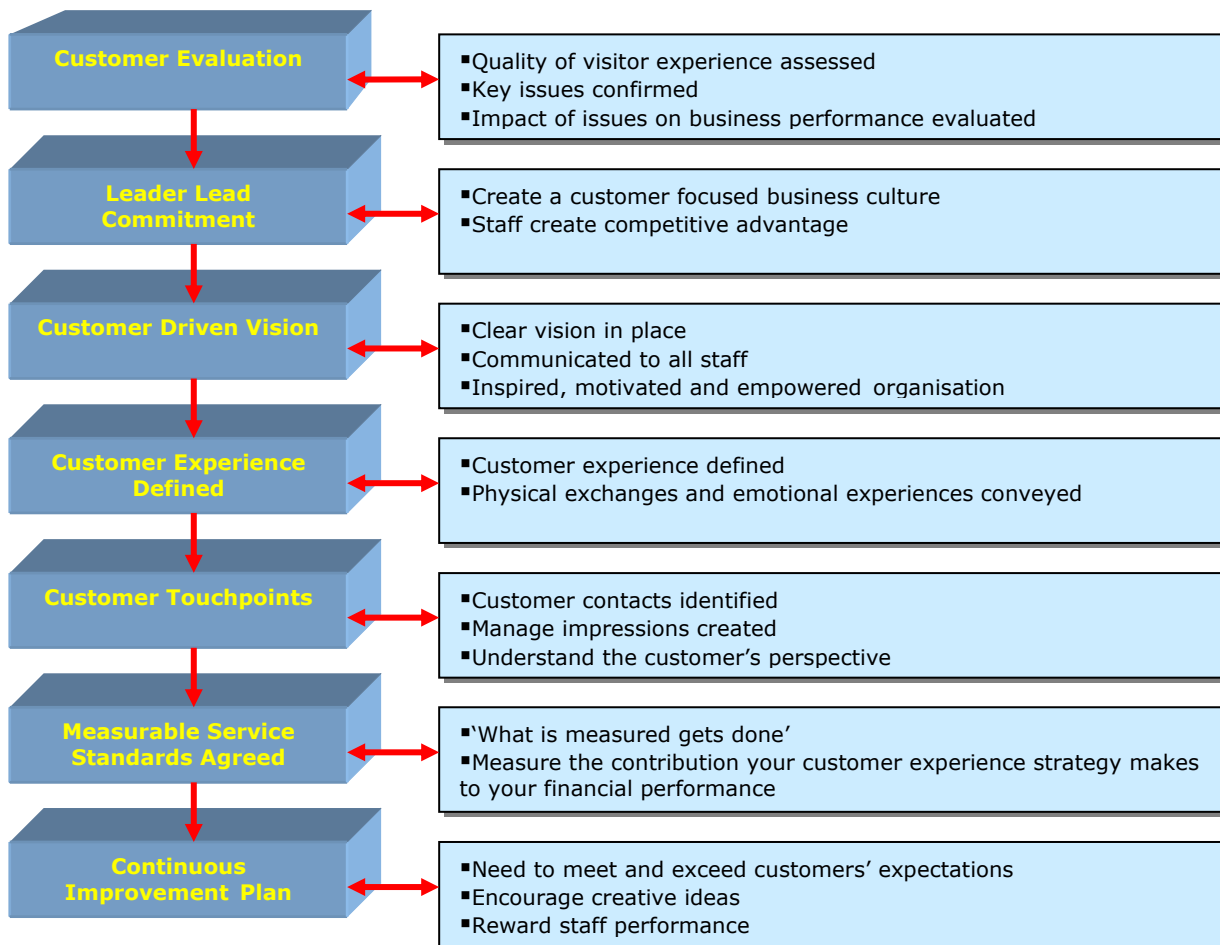 Customer Evaluation
▪Quality of visitor experience assessed
▪Key issues confirmed
▪Impact of issues on business performance evaluated
Leader Lead
Commitment
▪Create a customer focused business culture
▪Staff create competitive advantage
Customer Driven Vision
▪Clear vision in place
▪Communicated to all staff
▪Inspired, motivated and empowered organisation
Customer Experience
Defined
▪Customer experience defined
▪Physical exchanges and emotional experiences conveyed
Customer Touchpoints
▪Customer contacts identified
▪Manage impressions created
▪Understand the customer’s perspective
Measurable Service
Standards Agreed
▪‘What is measured gets done’
▪Measure the contribution your customer experience strategy makes
to your financial performance
Continuous
Improvement Plan
▪Need to meet and exceed customers’ expectations
▪Encourage creative ideas
▪Reward staff performance